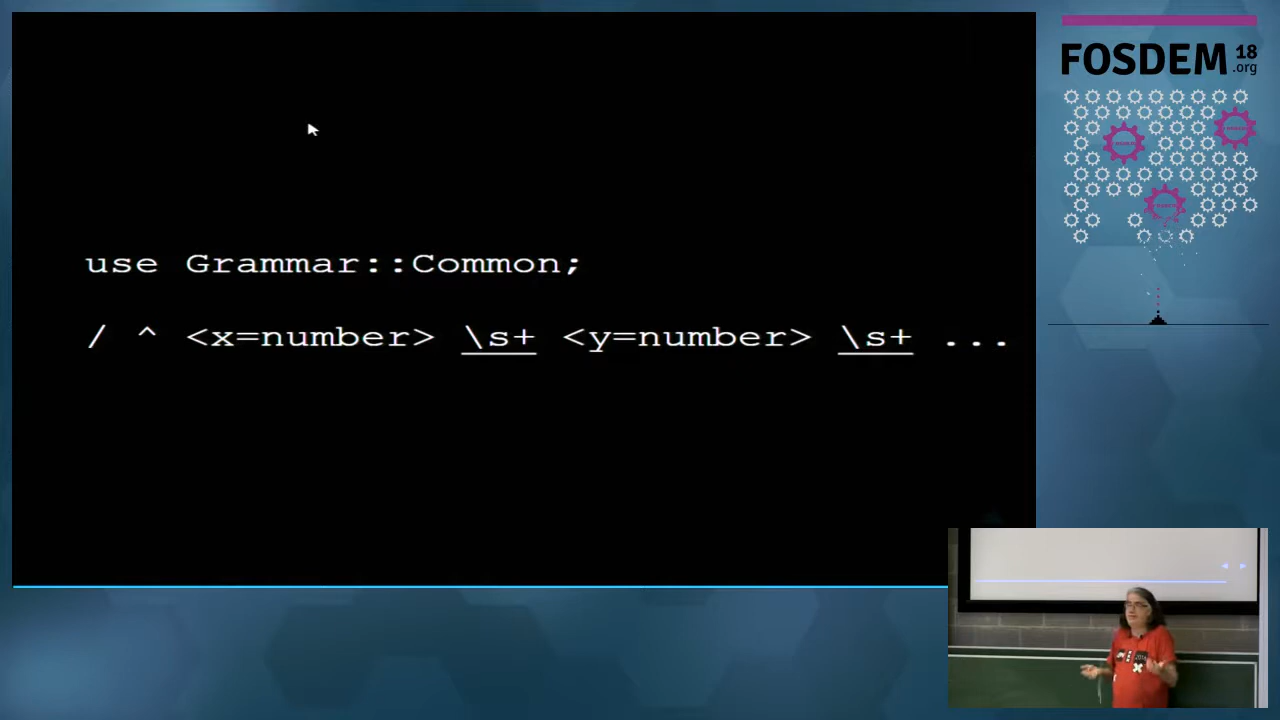 use Grammar::Common;
/ ^ <x=number> \s+ <y=number> \s+ ...
FOSDEM 18
.org